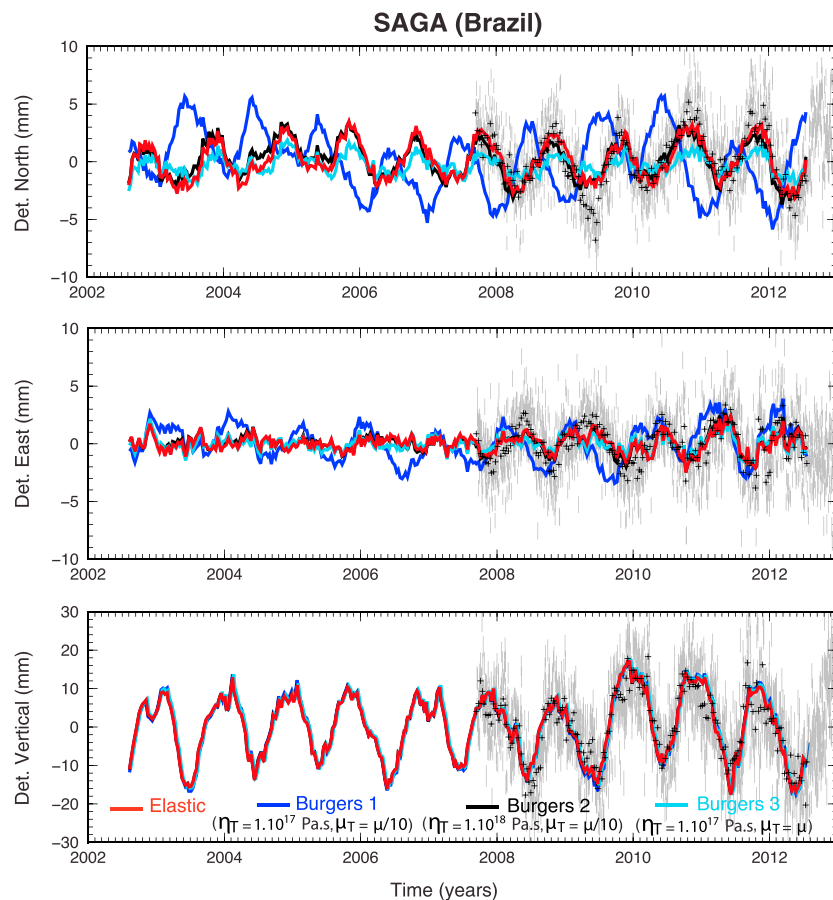 SAGA (Brazil)
10
5
0
−5
−10
Det. North (mm)
2002 2004 2006 2008 2010 2012
10
5
0
−5
−10
Det. East (mm)
2002 2004 2006 2008 2010 2012
30
20
10
0
−10
−20
−30
Det. Vertical (mm)
Elastic Burgers 1 Burgers 2 Burgers 3
(ηT = 1.10^17 Pa.s, μT = μ/10) (ηT = 1.10^18 Pa.s, μT = μ/10) (ηT = 1.10^17 Pa.s, μT = μ)
2002 2004 2006 2008 2010 2012
Time (years)